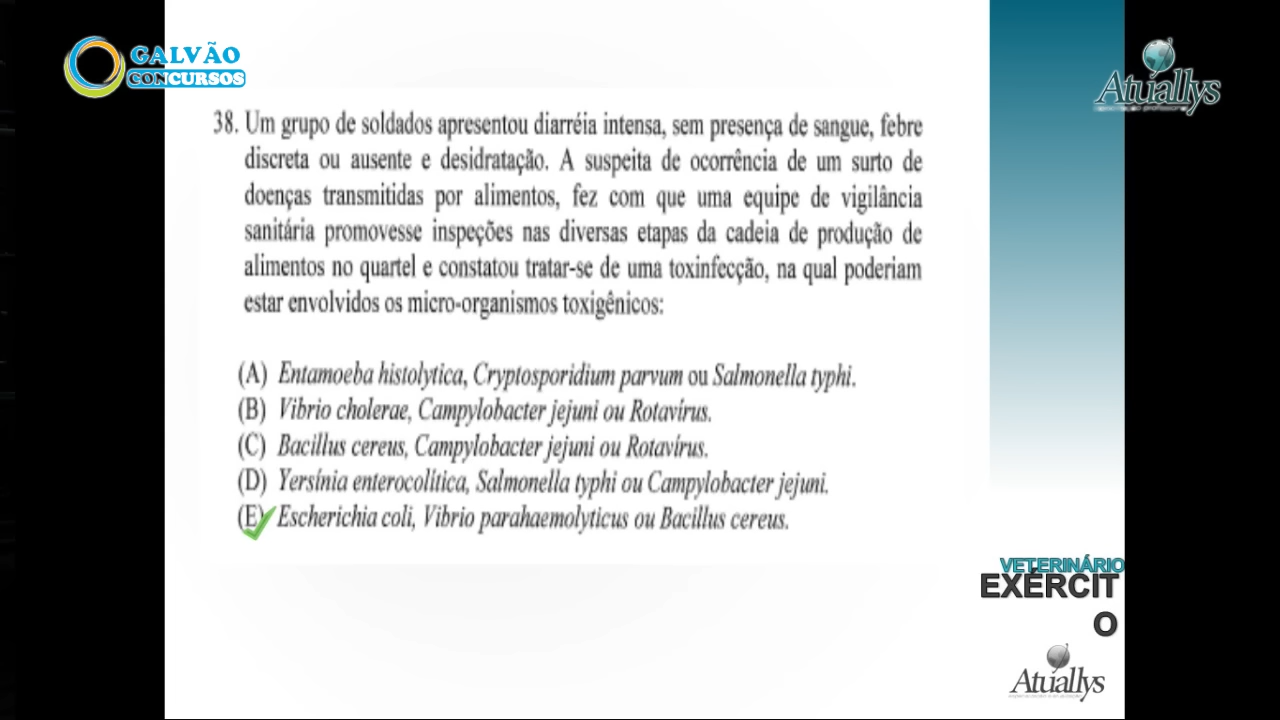 GALVÃO
CONCURSOS
Atuallys
38. Um grupo de soldados apresentou diarréia intensa, sem presença de sangue, febre
discreta ou ausente e desidratação. A suspeita de ocorrência de um surto de
doenças transmitidas por alimentos, fez com que uma equipe de vigilância
sanitária promovesse inspeções nas diversas etapas da cadeia de produção de
alimentos no quartel e constatou tratar-se de uma toxinfecção, na qual poderiam
estar envolvidos os micro-organismos toxigênicos:
(A) Entamoeba histolytica, Cryptosporidium parvum ou Salmonella typhi.
(B) Vibrio cholerae, Campylobacter jejuni ou Rotavírus.
(C) Bacillus cereus, Campylobacter jejuni ou Rotavírus.
(D) Yersínia enterocolítica, Salmonella typhi ou Campylobacter jejuni.
(E) Escherichia coli, Vibrio parahaemolyticus ou Bacillus cereus.
VETERINÁRIO
EXÉRCIT
O
Atuallys